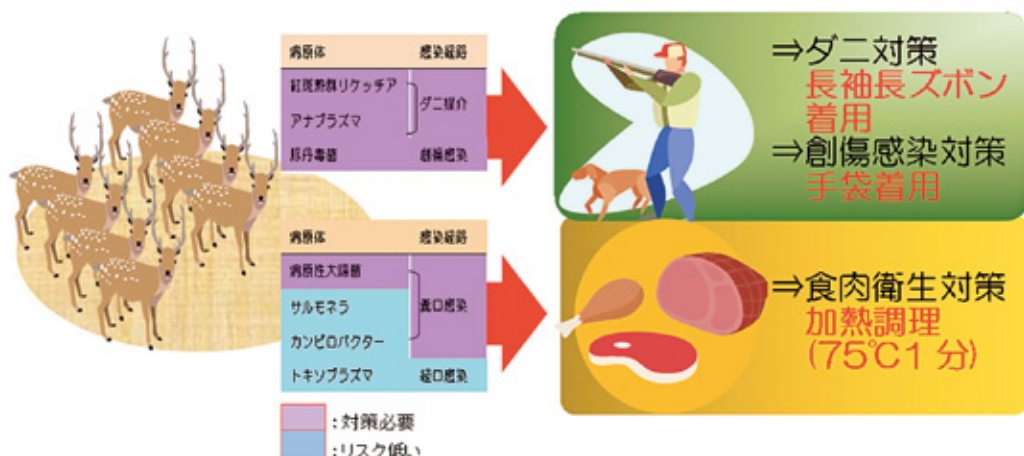 病原体 感染経路
紅斑熱群リケッチア
アナプラズマ
ダニ媒介
豚丹毒菌 創傷感染
⇒ダニ対策
長袖長ズボン
着用
⇒創傷感染対策
手袋着用
病原体 感染経路
病原性大腸菌
サルモネラ
カンピロバクター
経口感染
トキソプラズマ 経口感染
⇒食肉衛生対策
加熱調理
(75℃1分)
:対策必要
:リスク低い